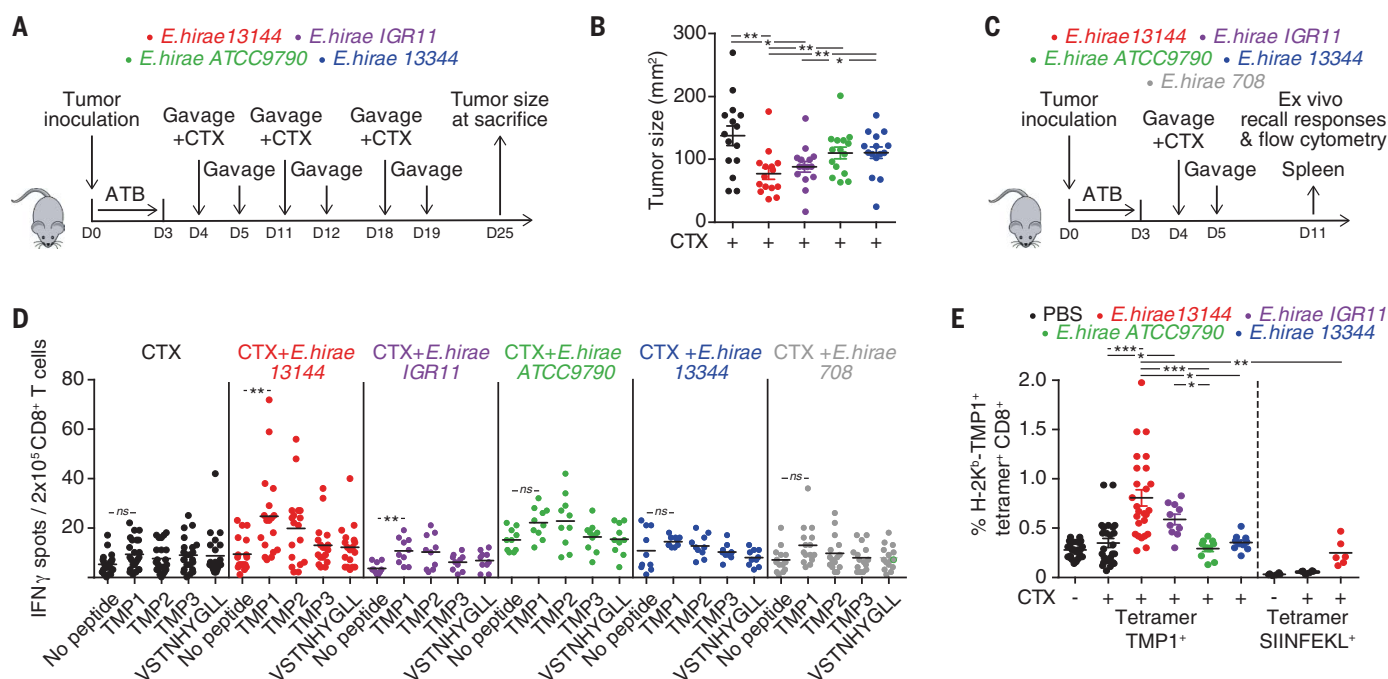 A
• E.hirae13144 • E.hirae IGR11
• E.hirae ATCC9790 • E.hirae 13344
Tumor
inoculation
Gavage
+CTX
Gavage
+CTX
Gavage
+CTX
Tumor size
at sacrifice
Gavage
Gavage
Gavage
ATB
D0 D3 D4 D5 D11 D12 D18 D19 D25
B
Tumor size (mm²)
300
200
100
0
** *
**
**
*
CTX + + + + +
C
• E.hirae13144 • E.hirae IGR11
• E.hirae ATCC9790 • E.hirae 13344
• E.hirae 708
Tumor
inoculation
Gavage
+CTX
Ex vivo
recall responses
& flow cytometry
Gavage
Spleen
ATB
D0 D3 D4 D5 D11
D
IFNγ spots / 2x10⁵ CD8⁺ T cells
80
60
40
20
0
CTX
CTX+E.hirae
13144
CTX+E.hirae
IGR11
CTX+E.hirae
ATCC9790
CTX +E.hirae
13344
CTX +E.hirae
708
ns
**
**
ns
ns
ns
No peptide TMP1 TMP2 TMP3 VSTNHYGLL
No peptide TMP1 TMP2 TMP3 VSTNHYGLL
No peptide TMP1 TMP2 TMP3 VSTNHYGLL
No peptide TMP1 TMP2 TMP3 VSTNHYGLL
No peptide TMP1 TMP2 TMP3 VSTNHYGLL
No peptide TMP1 TMP2 TMP3 VSTNHYGLL
E
• PBS • E.hirae13144 • E.hirae IGR11
• E.hirae ATCC9790 • E.hirae 13344
% H-2Kᵇ-TMP1⁺
tetramer⁺ CD8⁺
2.0
1.5
1.0
0.5
0
***
*
**
***
*
*
CTX - + + + + + - + +
Tetramer
TMP1⁺
Tetramer
SIINFEKL⁺